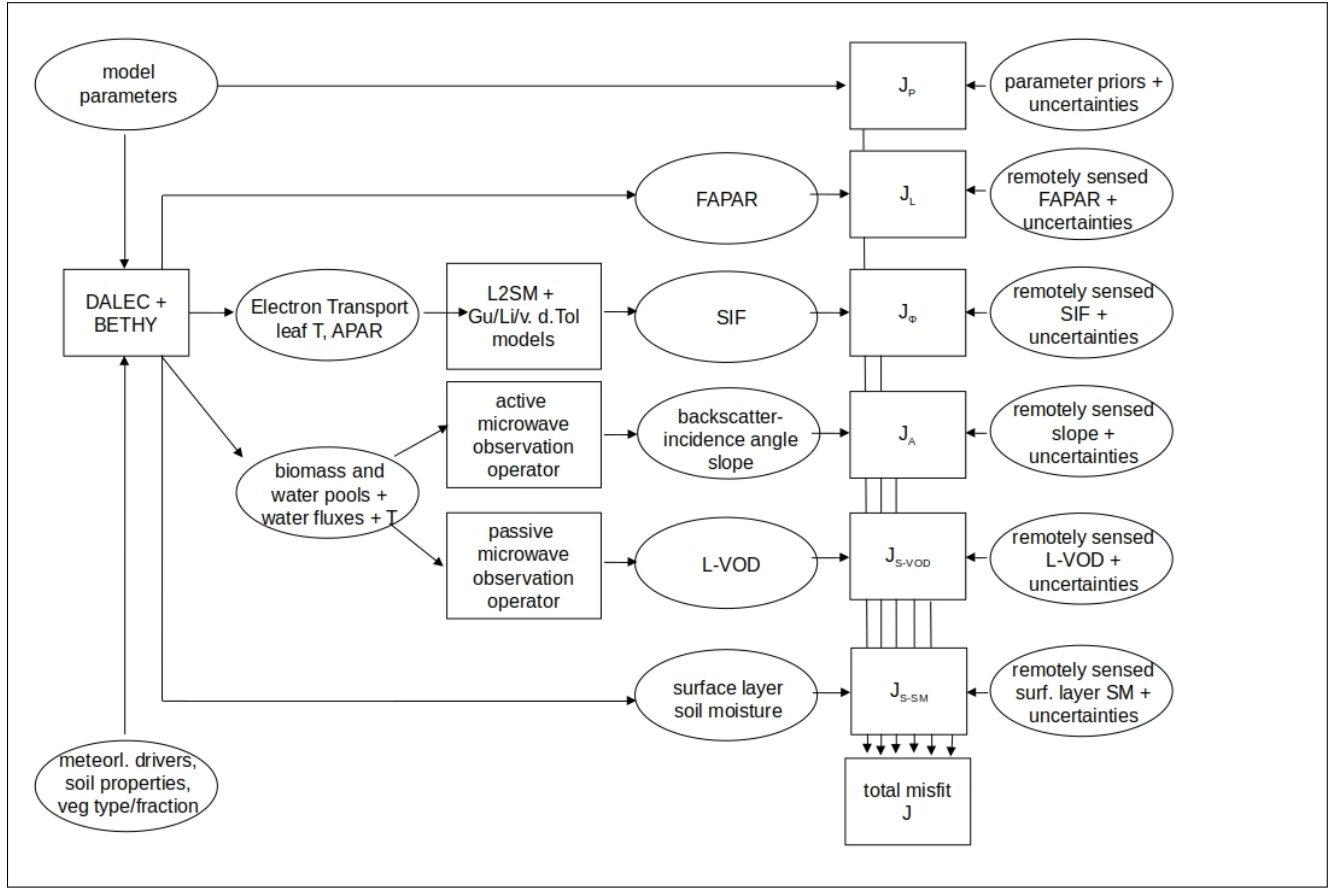 model
parameters
J_P
parameter priors +
uncertainties
FAPAR
J_L
remotely sensed
FAPAR +
uncertainties
DALEC +
BETHY
Electron Transport
leaf T, APAR
L2SM +
Gu/Li/v. d.Tol
models
SIF
J_Φ
remotely sensed
SIF +
uncertainties
active
microwave
observation
operator
backscatter-
incidence angle
slope
J_A
remotely sensed
slope +
uncertainties
biomass and
water pools +
water fluxes + T
passive
microwave
observation
operator
L-VOD
J_S-VOD
remotely sensed
L-VOD +
uncertainties
surface layer
soil moisture
J_S-SM
remotely sensed
surf. layer SM +
uncertainties
meteorl. drivers,
soil properties,
veg type/fraction
total misfit
J